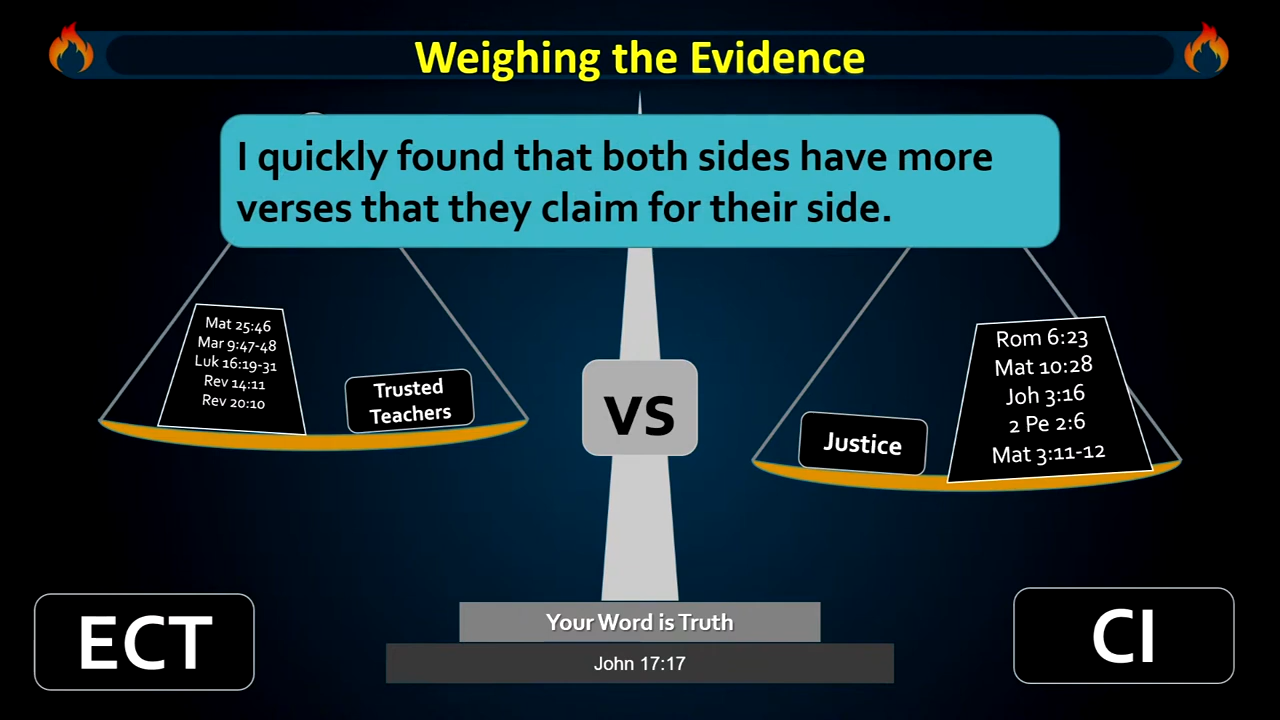 Weighing the Evidence
I quickly found that both sides have more
verses that they claim for their side.
Mat 25:46
Mar 9:47-48
Luk 16:19-31
Rev 14:11
Rev 20:10
Trusted
Teachers
VS
Justice
Rom 6:23
Mat 10:28
Joh 3:16
2 Pe 2:6
Mat 3:11-12
ECT
Your Word is Truth
John 17:17
CI